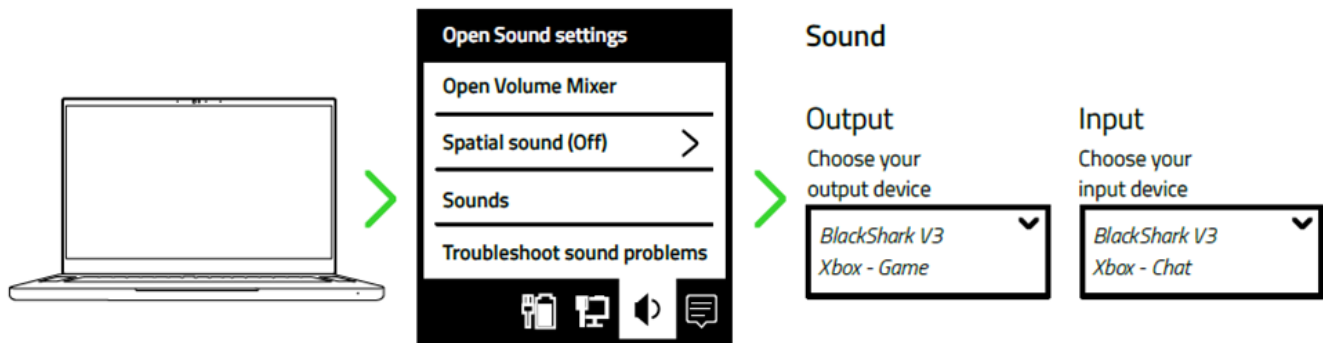 Open Sound settings
Open Volume Mixer
Spatial sound (Off)
Sounds
Troubleshoot sound problems
Sound
Output
Choose your
output device
BlackShark V3
Xbox - Game
Input
Choose your
input device
BlackShark V3
Xbox - Chat